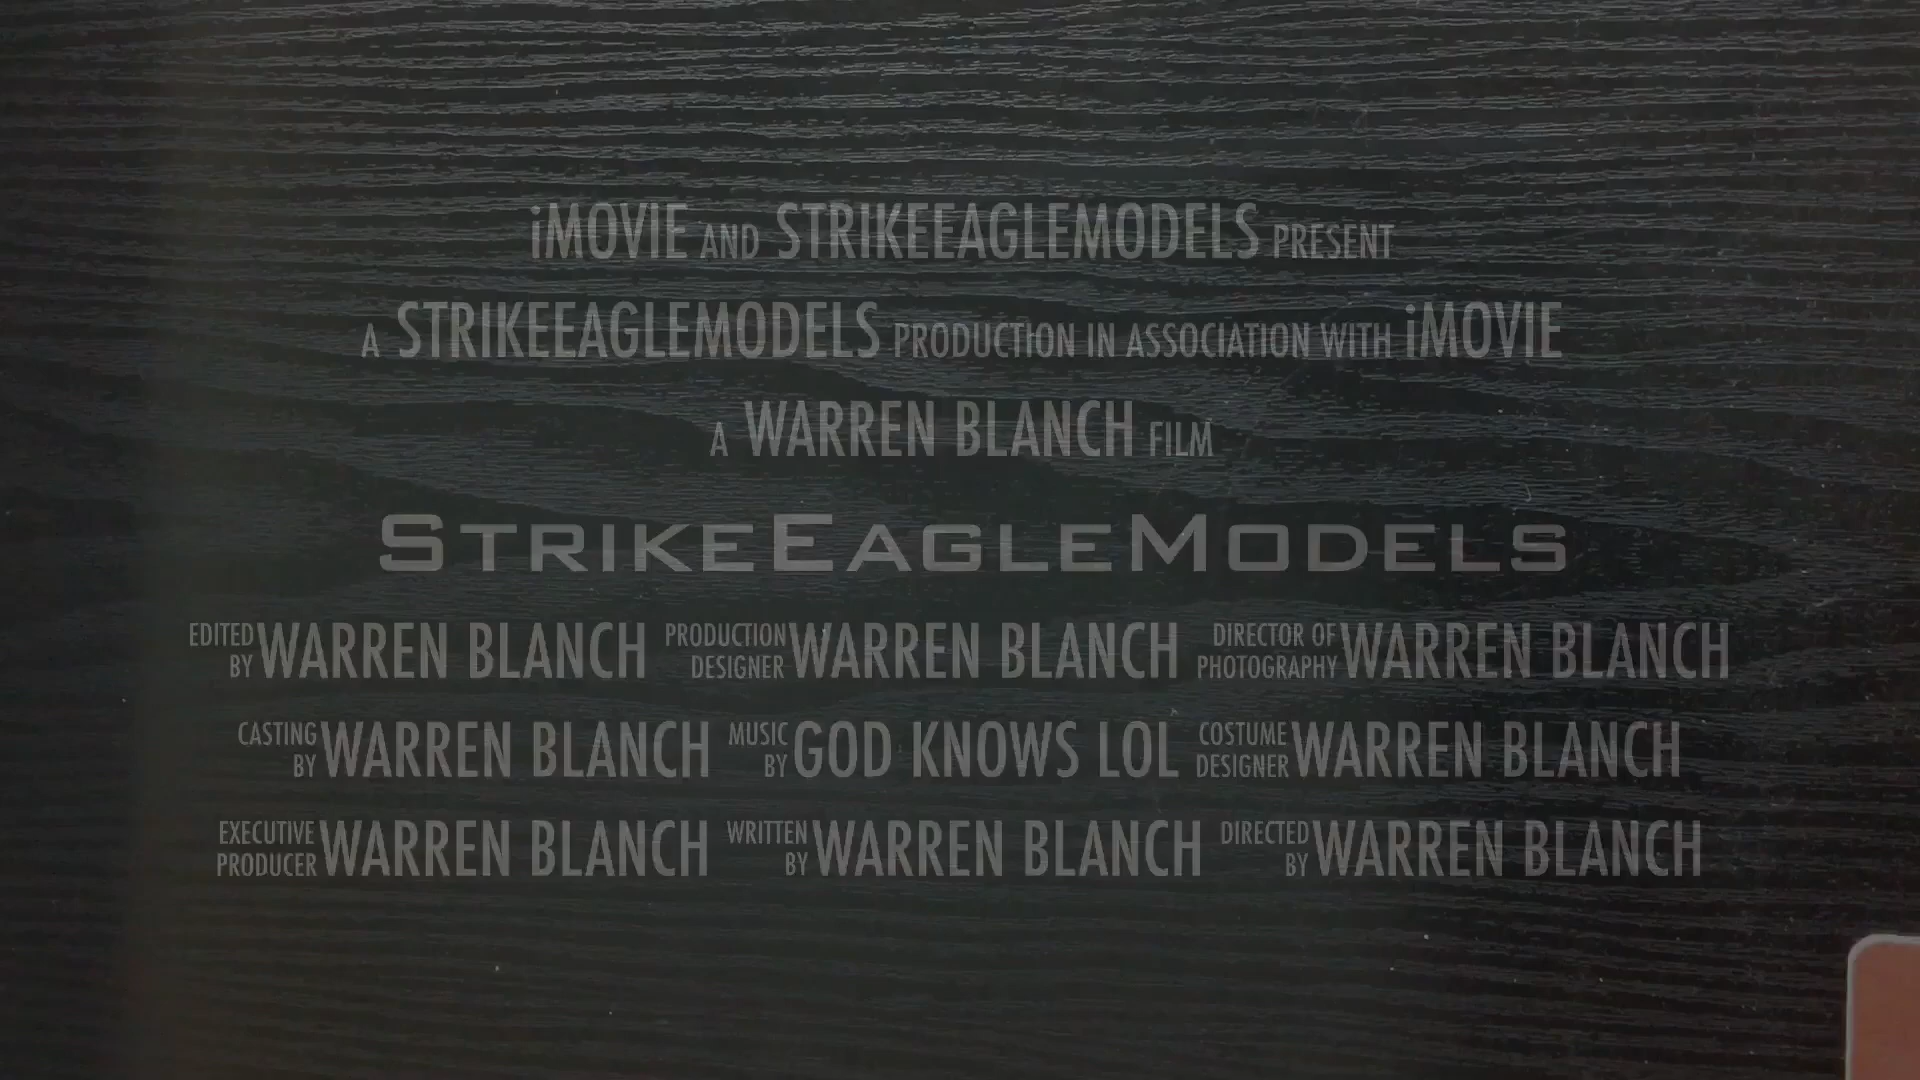 iMOVIE AND STRIKEEAGLEMODELS PRESENT
A STRIKEEAGLEMODELS PRODUCTION IN ASSOCIATION WITH iMOVIE
A WARREN BLANCH FILM
STRIKEEAGLEMODELS
EDITED BY WARREN BLANCH PRODUCTION DESIGNER WARREN BLANCH DIRECTOR OF PHOTOGRAPHY WARREN BLANCH
CASTING BY WARREN BLANCH MUSIC BY GOD KNOWS LOL COSTUME DESIGNER WARREN BLANCH
EXECUTIVE PRODUCER WARREN BLANCH WRITTEN BY WARREN BLANCH DIRECTED BY WARREN BLANCH